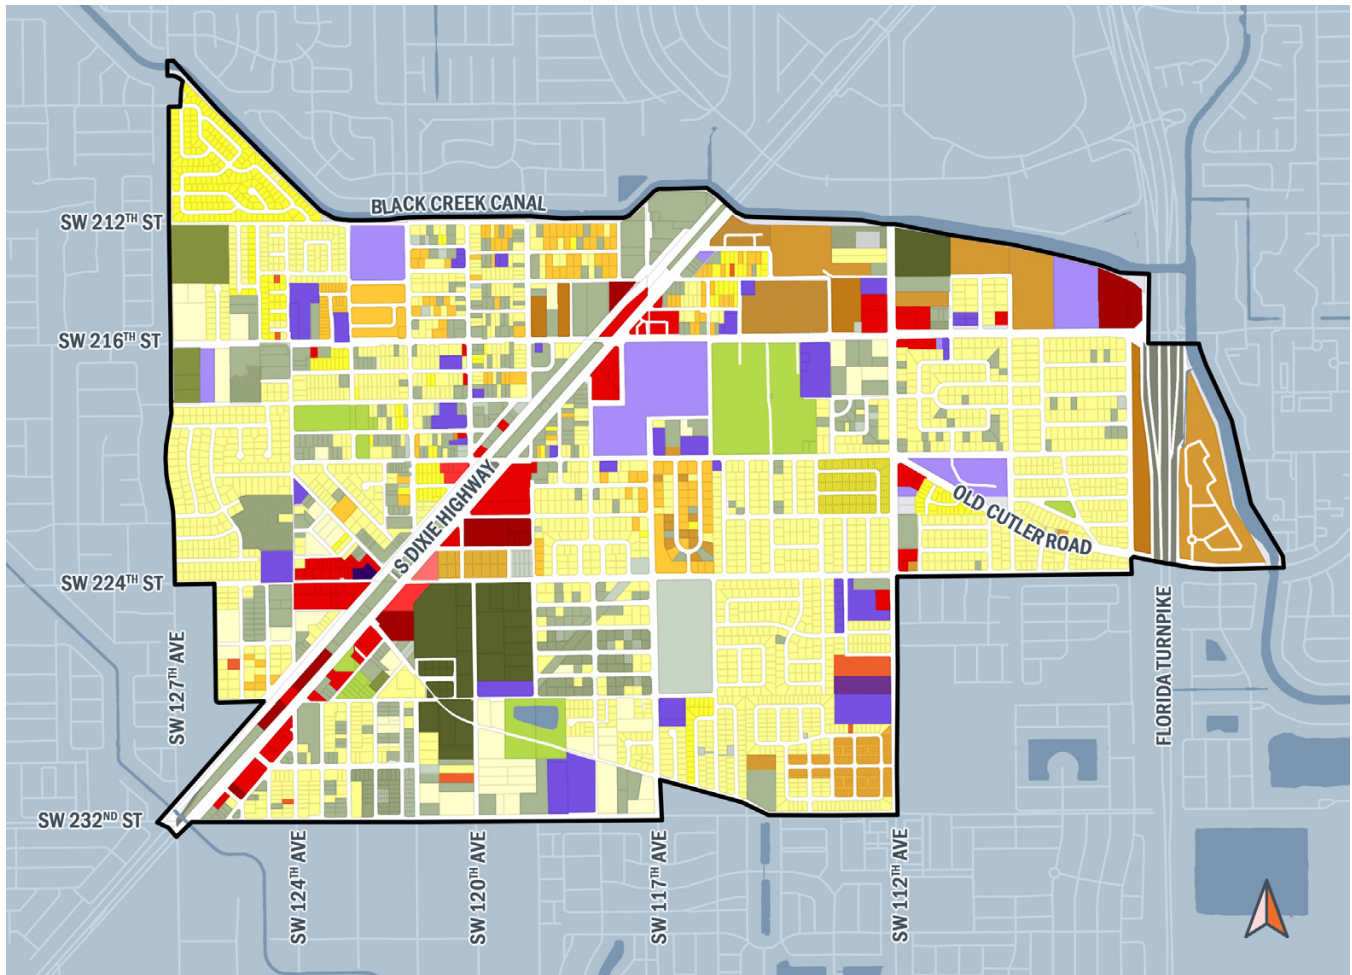 SW 212TH ST
BLACK CREEK CANAL
SW 216TH ST
S DIXIE HIGHWAY
OLD CUTLER ROAD
SW 224TH ST
SW 127TH AVE
FLORIDA TURNPIKE
SW 232ND ST
SW 124TH AVE
SW 120TH AVE
SW 117TH AVE
SW 112TH AVE